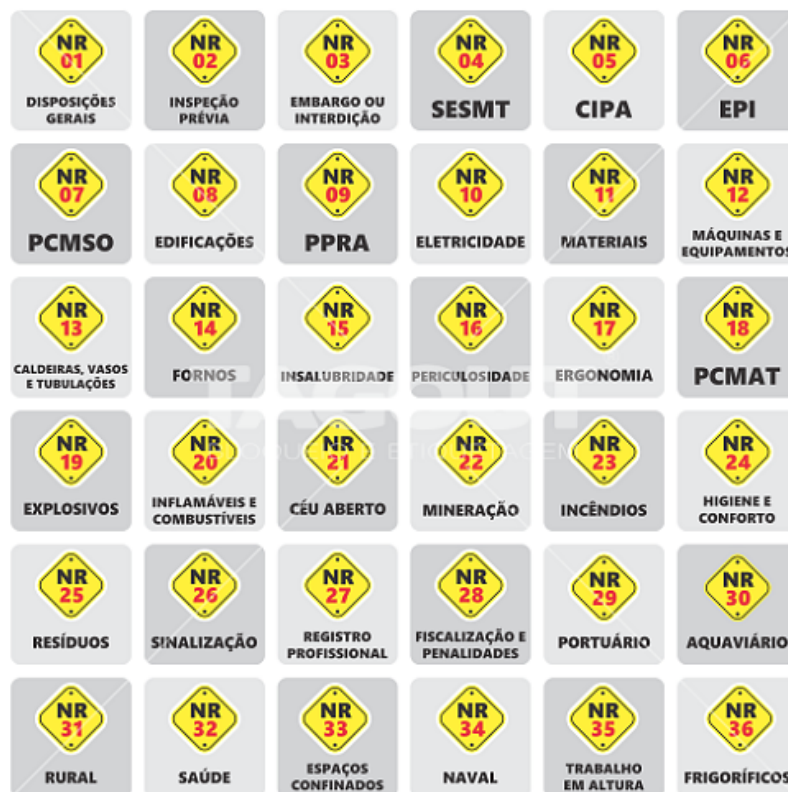 NR
01
DISPOSIÇÕES
GERAIS
NR
02
INSPEÇÃO
PRÉVIA
NR
03
EMBARGO OU
INTERDIÇÃO
NR
04
SESMT
NR
05
CIPA
NR
06
EPI
NR
07
PCMSO
NR
08
EDIFICAÇÕES
NR
09
PPRA
NR
10
ELETRICIDADE
NR
11
MATERIAIS
NR
12
MÁQUINAS E
EQUIPAMENTOS
NR
13
CALDEIRAS, VASOS
E TUBULAÇÕES
NR
14
FORNOS
NR
15
INSALUBRIDADE
NR
16
PERICULOSIDADE
NR
17
ERGONOMIA
NR
18
PCMAT
TAGOUT
BLOQUEIO E ETIQUETAGEM
NR
19
EXPLOSIVOS
NR
20
INFLAMÁVEIS E
COMBUSTÍVEIS
NR
21
CÉU ABERTO
NR
22
MINERAÇÃO
NR
23
INCÊNDIOS
NR
24
HIGIENE E
CONFORTO
NR
25
RESÍDUOS
NR
26
SINALIZAÇÃO
NR
27
REGISTRO
PROFISSIONAL
NR
28
FISCALIZAÇÃO E
PENALIDADES
NR
29
PORTUÁRIO
NR
30
AQUAVIÁRIO
NR
31
RURAL
NR
32
SAÚDE
NR
33
ESPAÇOS
CONFINADOS
NR
34
NAVAL
NR
35
TRABALHO
EM ALTURA
NR
36
FRIGORÍFICOS